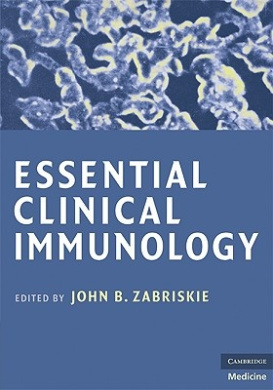 ESSENTIAL
CLINICAL
IMMUNOLOGY
EDITED BY JOHN B. ZABRISKIE
CAMBRIDGE
Medicine